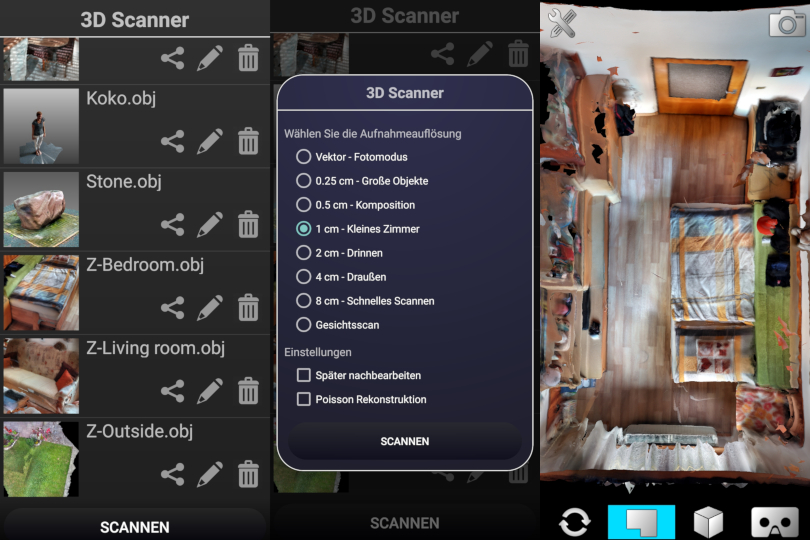 3D Scanner
Koko.obj
Stone.obj
Z-Bedroom.obj
Z-Living room.obj
Z-Outside.obj
SCANNEN
3D Scanner
3D Scanner
Wählen Sie die Aufnahmeauflösung
Vektor - Fotomodus
0.25 cm - Große Objekte
0.5 cm - Komposition
1 cm - Kleines Zimmer
2 cm - Drinnen
4 cm - Draußen
8 cm - Schnelles Scannen
Gesichtsscan
Einstellungen
Später nachbearbeiten
Poisson Rekonstruktion
SCANNEN
SCANNEN